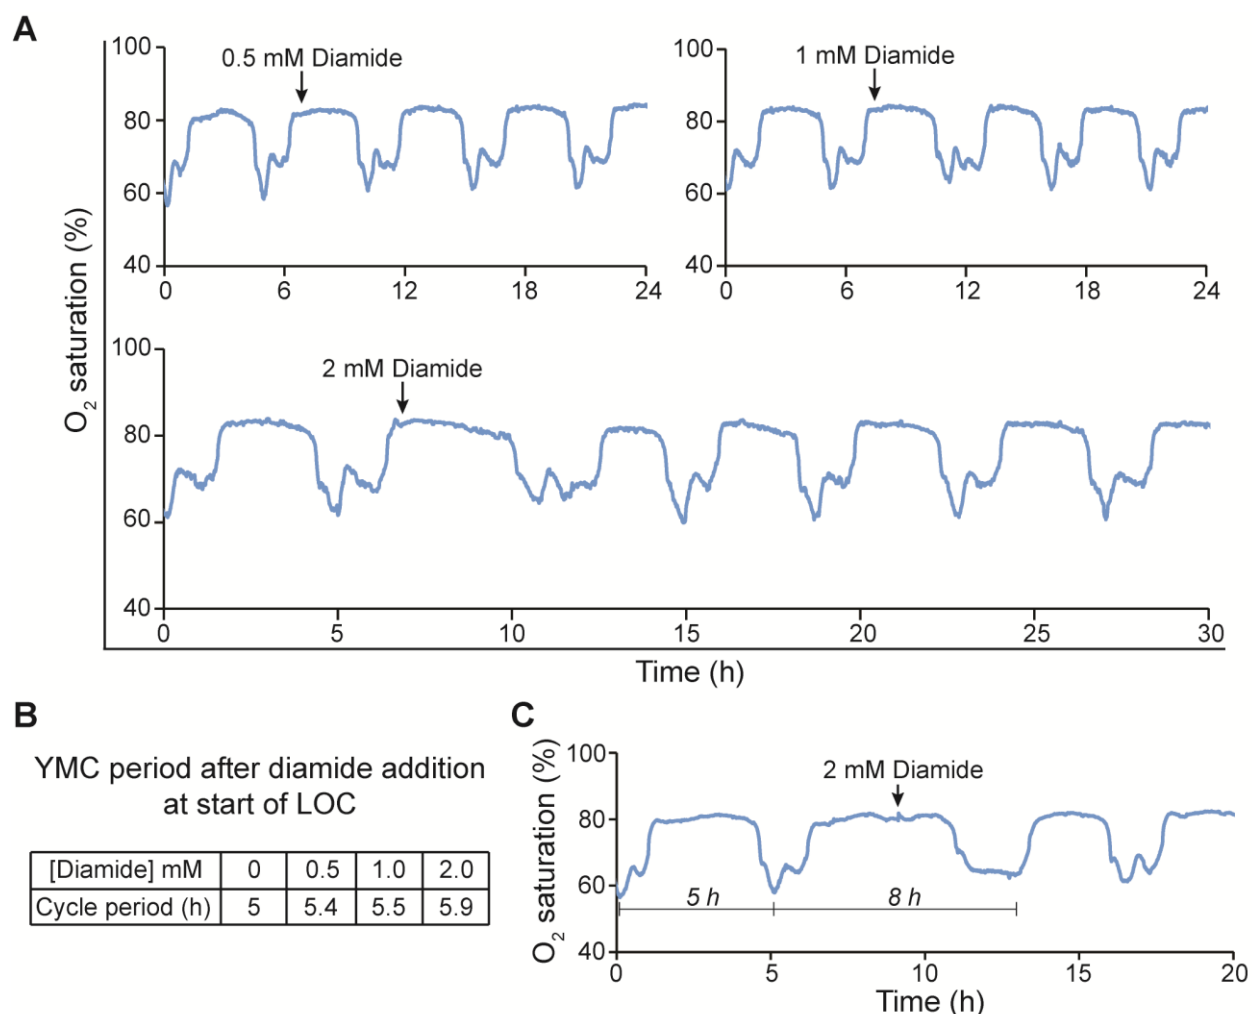 A
0.5 mM Diamide
1 mM Diamide
100
80
60
40
0 6 12 18 24
100
80
60
40
0 6 12 18 24
O₂ saturation (%)
2 mM Diamide
100
80
60
40
0 5 10 15 20 25 30
Time (h)
B
YMC period after diamide addition
at start of LOC
[Diamide] mM 0 0.5 1.0 2.0
Cycle period (h) 5 5.4 5.5 5.9
C
O₂ saturation (%)
2 mM Diamide
100
80
60
40
5 h 8 h
0 5 10 15 20
Time (h)